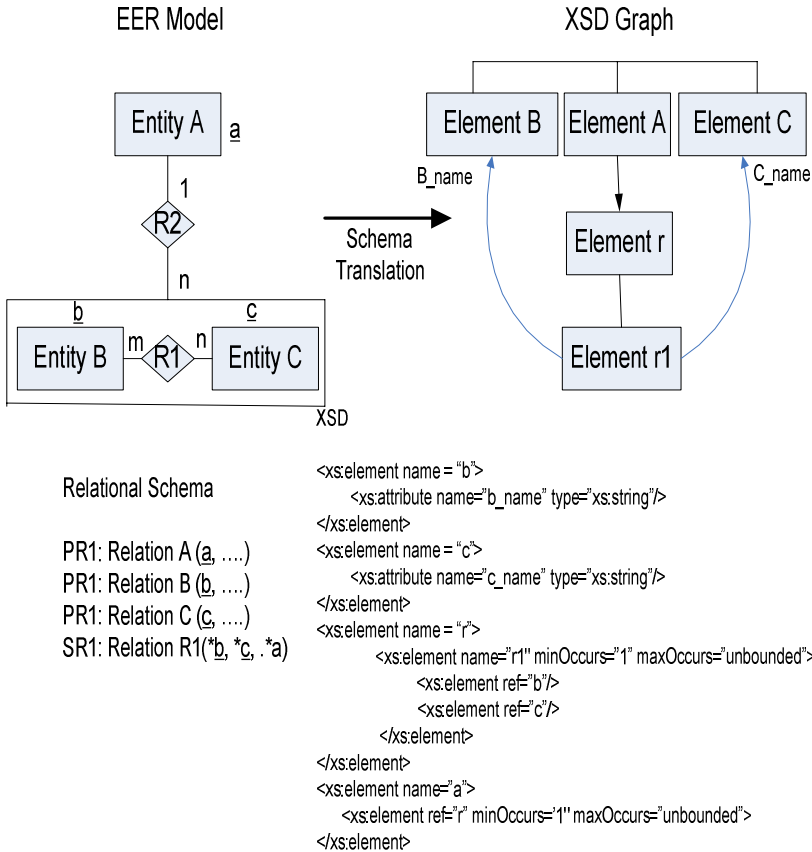 EER Model
XSD Graph
Entity A
a
1
R2
n
b
c
Entity B
m
R1
n
Entity C
Schema
Translation
Element B
Element A
Element C
B_name
C_name
Element r
Element r1
XSD
Relational Schema
PR1: Relation A (a, ....)
PR1: Relation B (b, ....)
PR1: Relation C (c, ....)
SR1: Relation R1(*b, *c, .*a)
<xs:element name = “b”>
<xs:attribute name=”b_name” type=”xs:string”/>
</xs:element>
<xs:element name = “c”>
<xs:attribute name=”c_name” type=”xs:string”/>
</xs:element>
<xs:element name = “r”>
<xs:element name=”r1" minOccurs=”1” maxOccurs=”unbounded”>
<xs:element ref=”b”/>
<xs:element ref=”c”/>
</xs:element>
</xs:element>
<xs:element name=”a”>
<xs:element ref=”r” minOccurs=’1" maxOccurs=”unbounded”>
</xs:element>